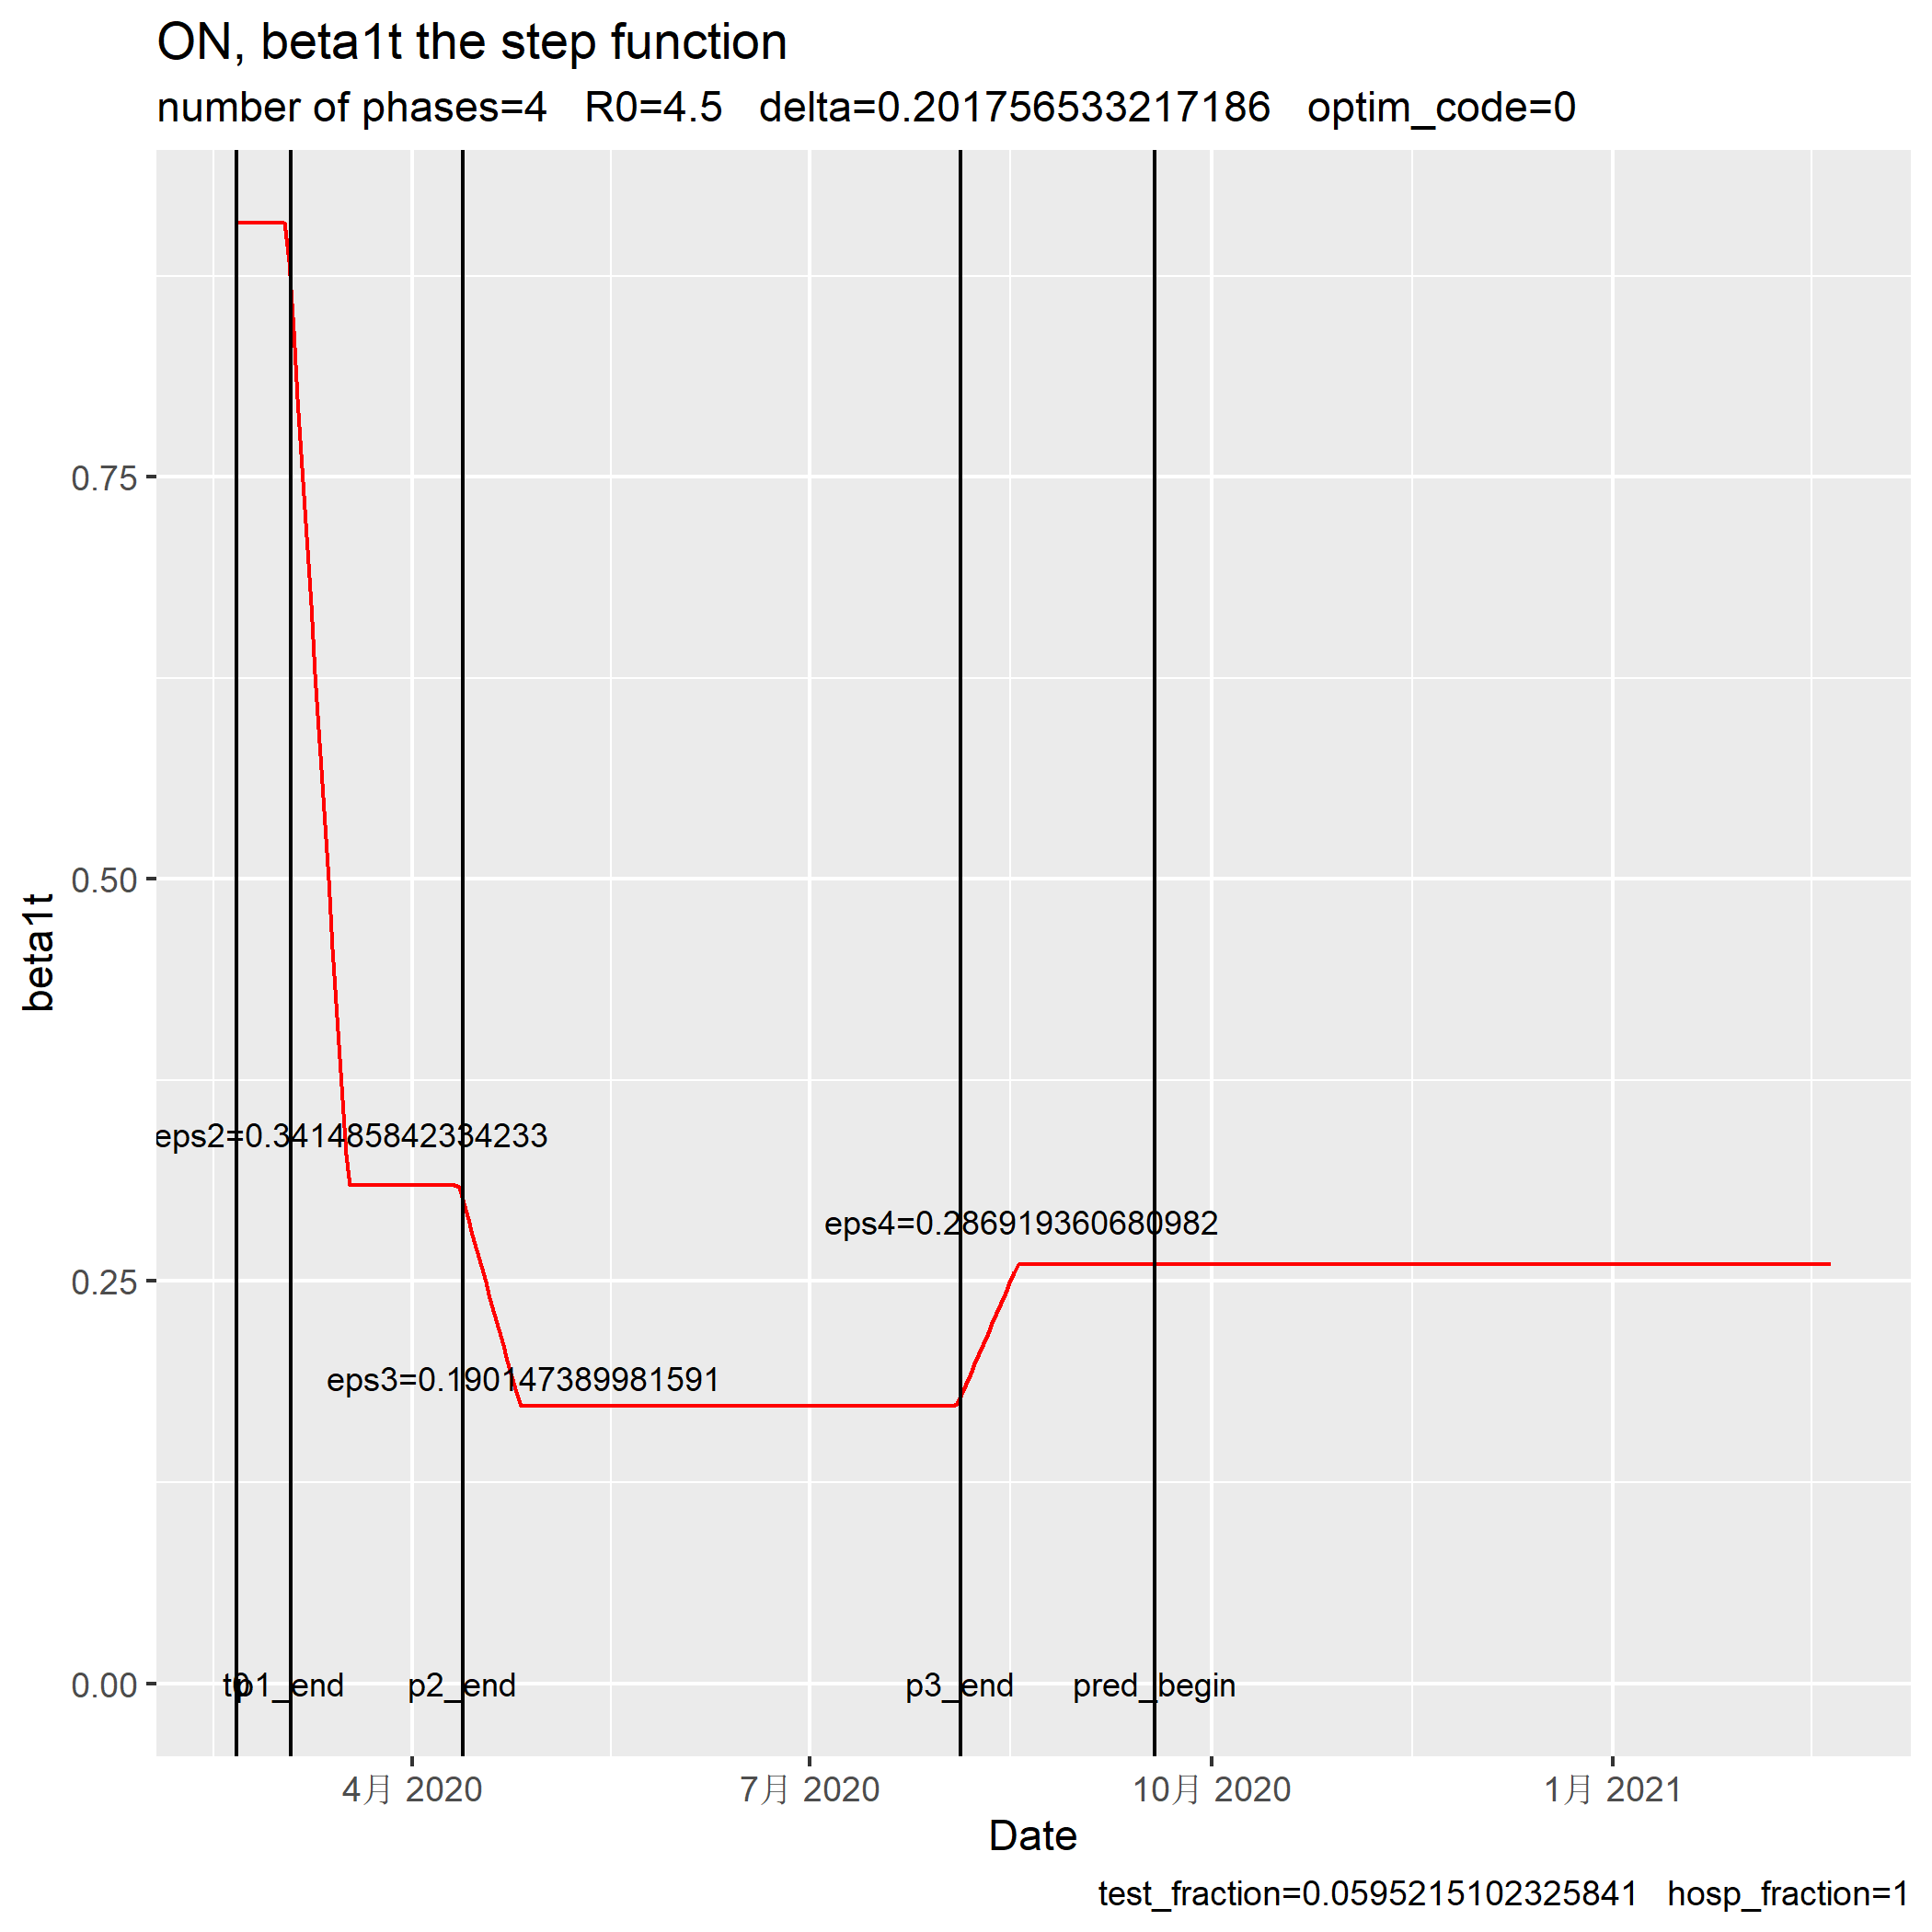 ON, beta1t the step function
number of phases=4 R0=4.5 delta=0.201756533217186 optim_code=0
beta1t
0.75
0.50
0.25
0.00
eps2=0.341485842334233
eps4=0.286919360680982
eps3=0.190147389981591
t0
p1_end
p2_end
p3_end
pred_begin
4月 2020
7月 2020
10月 2020
1月 2021
Date
test_fraction=0.0595215102325841 hosp_fraction=1